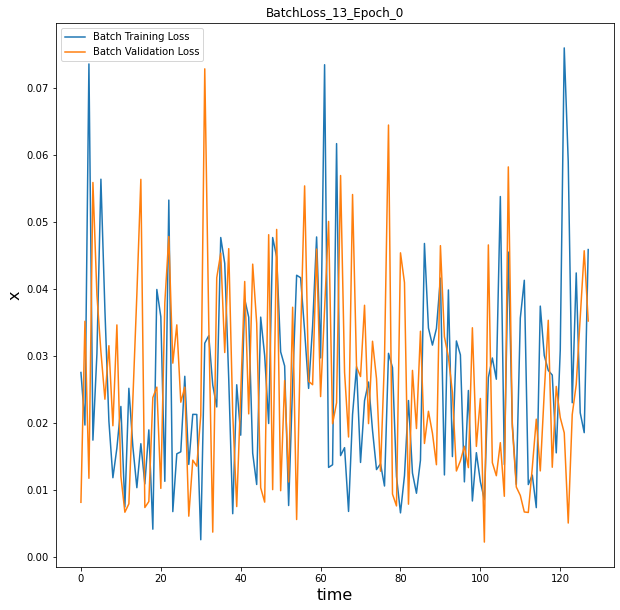 BatchLoss_13_Epoch_0
Batch Training Loss
Batch Validation Loss
0.07
0.06
0.05
0.04
0.03
0.02
0.01
0.00
x
0 20 40 60 80 100 120
time